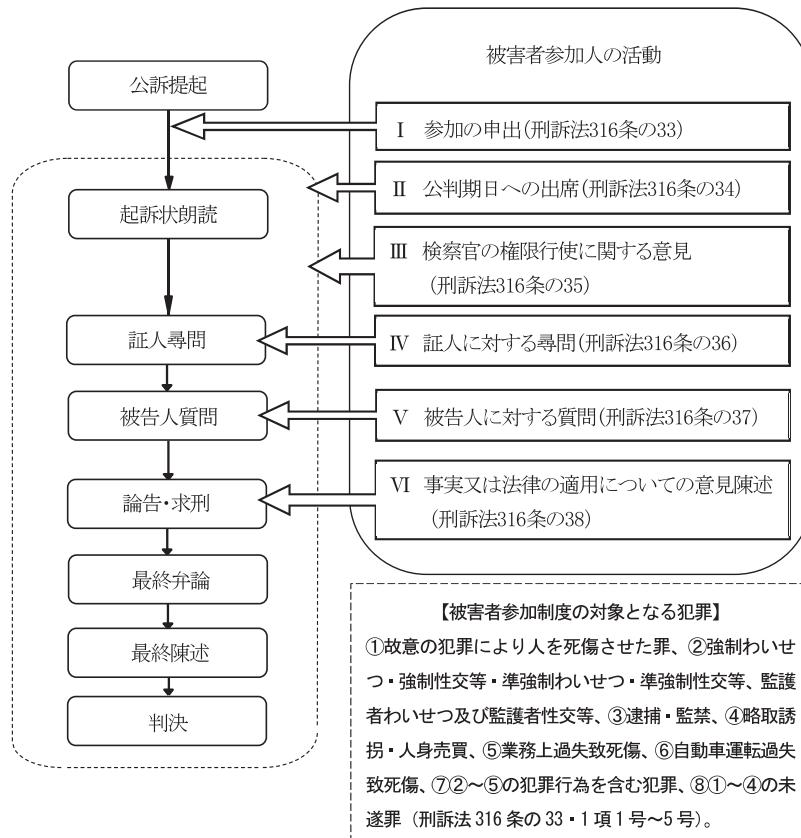 公訴提起
起訴状朗読
証人尋問
被告人質問
論告・求刑
最終弁論
最終陳述
判決
被害者参加人の活動
Ⅰ 参加の申出(刑訴法316条の33)
Ⅱ 公判期日への出席(刑訴法316条の34)
Ⅲ 検察官の権限行使に関する意見
(刑訴法316条の35)
Ⅳ 証人に対する尋問(刑訴法316条の36)
Ⅴ 被告人に対する質問(刑訴法316条の37)
Ⅵ 事実又は法律の適用についての意見陳述
(刑訴法316条の38)
【被害者参加制度の対象となる犯罪】
①故意の犯罪により人を死傷させた罪、②強制わいせ
つ・強制性交等・準強制わいせつ・準強制性交等、監護
者わいせつ及び監護者性交等、③逮捕・監禁、④略取誘
拐・人身売買、⑤業務上過失致死傷、⑥自動車運転過失
致死傷、⑦②～⑤の犯罪行為を含む犯罪、⑧①～④の未
遂罪（刑訴法 316 条の 33・1 項 1 号～5 号）。